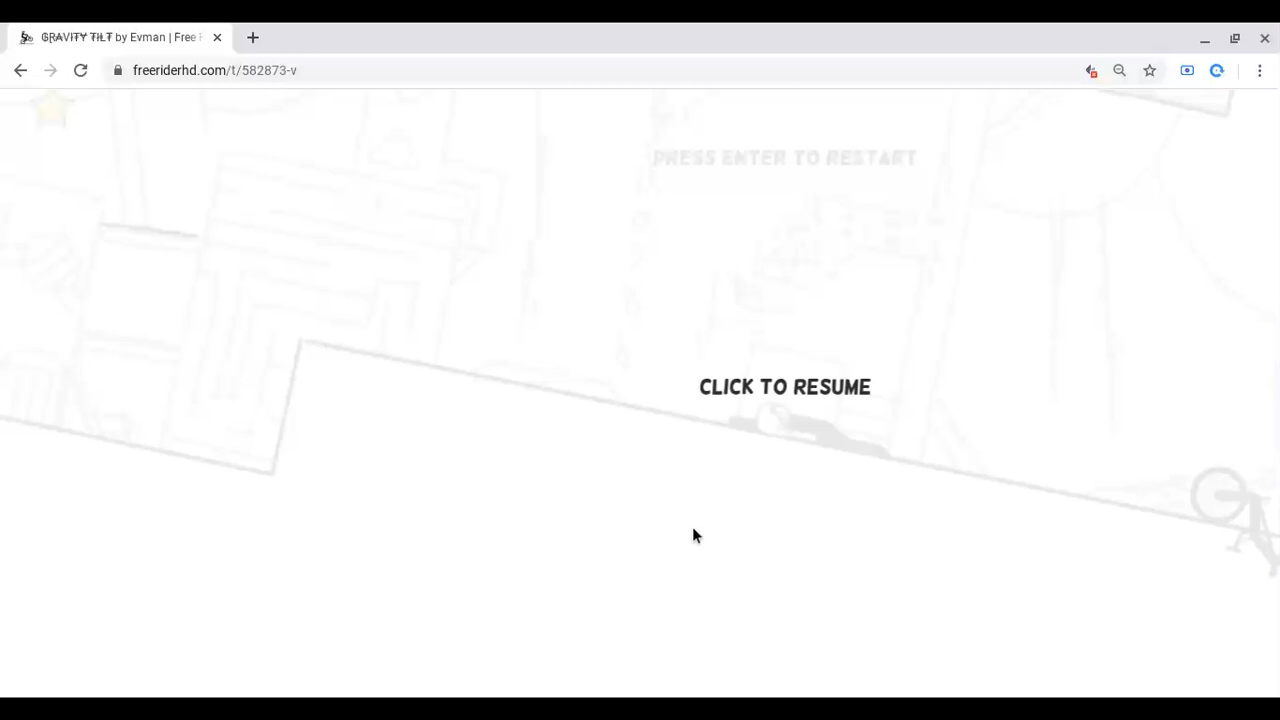 GRAVITY TILT by Evman | Free
freeriderhd.com/t/582873-v
PRESS ENTER TO RESTART
CLICK TO RESUME